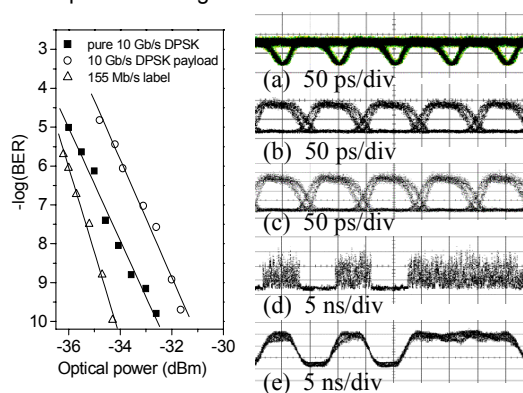 pure 10 Gb/s DPSK
10 Gb/s DPSK payload
155 Mb/s label
3
4
5
6
7
8
9
10
-log(BER)
-36
-34
-32
-30
Optical power (dBm)
(a) 50 ps/div
(b) 50 ps/div
(c) 50 ps/div
(d) 5 ns/div
(e) 5 ns/div